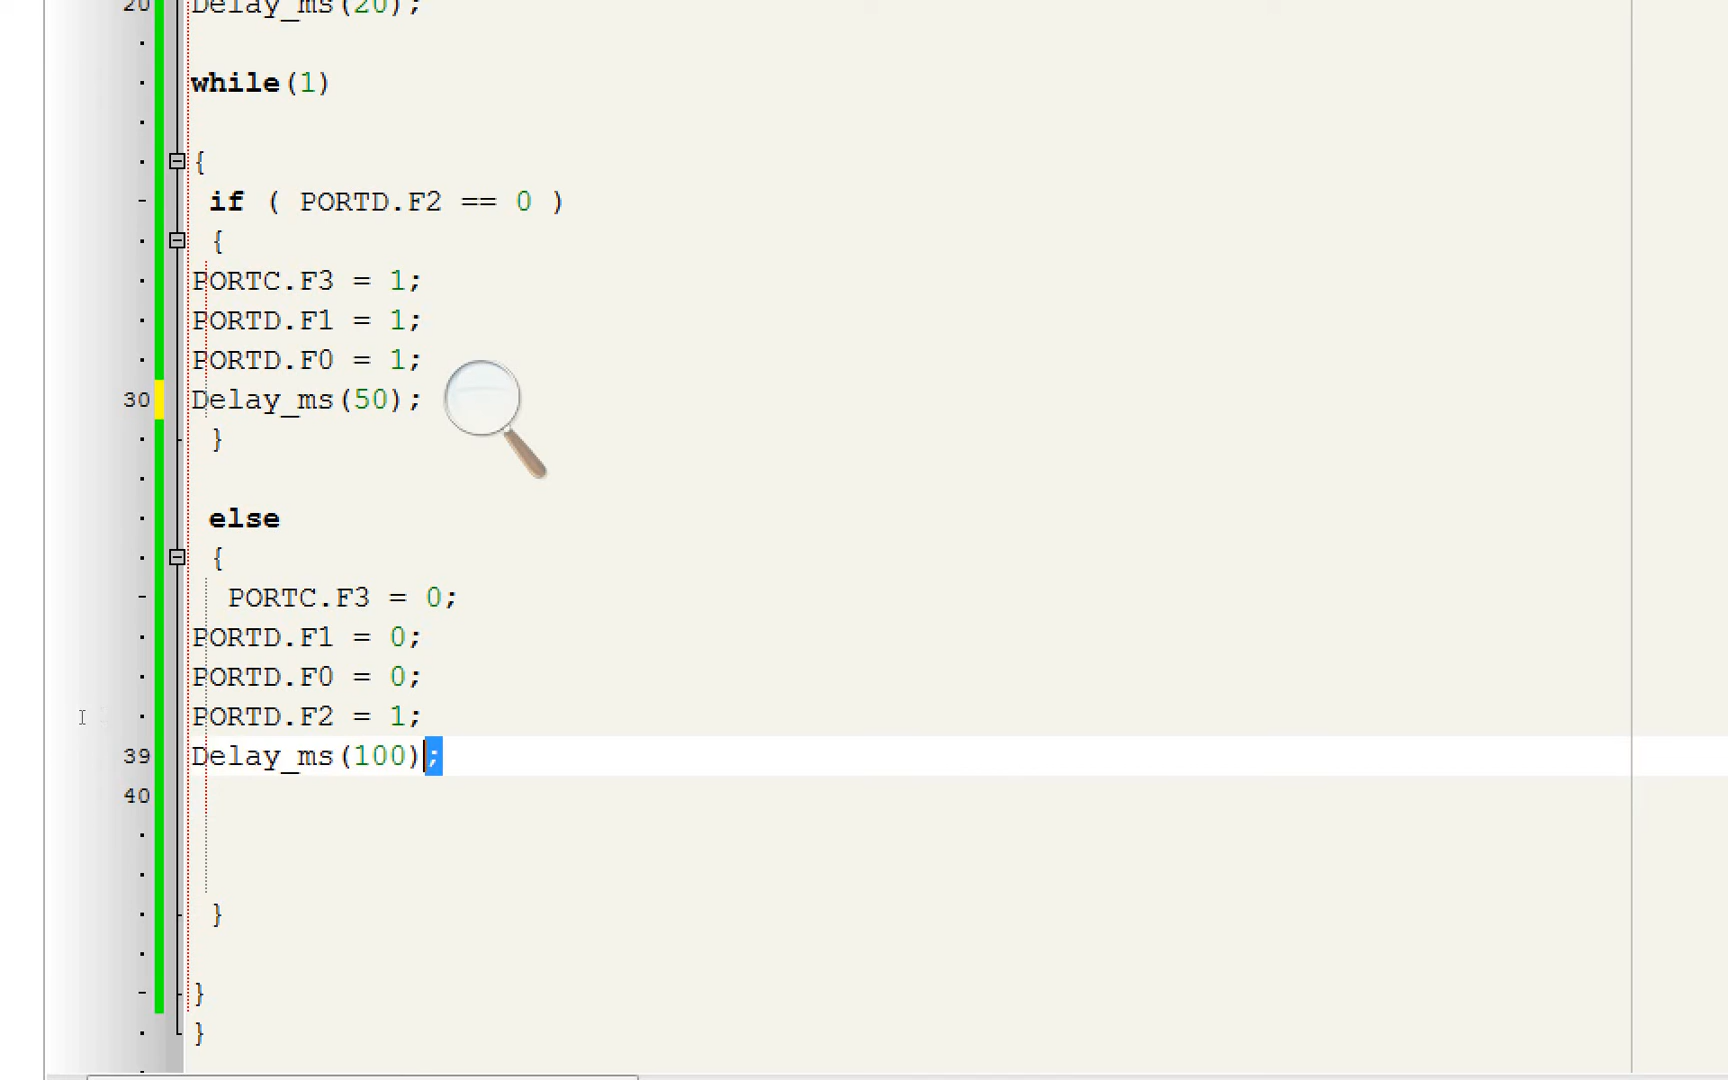 20 Delay_ms(20);
while(1)
{
if ( PORTD.F2 == 0 )
{
PORTC.F3 = 1;
PORTD.F1 = 1;
PORTD.F0 = 1;
30 Delay_ms(50);
}
else
{
PORTC.F3 = 0;
PORTD.F1 = 0;
PORTD.F0 = 0;
PORTD.F2 = 1;
39 Delay_ms(100);
40
}
}
}